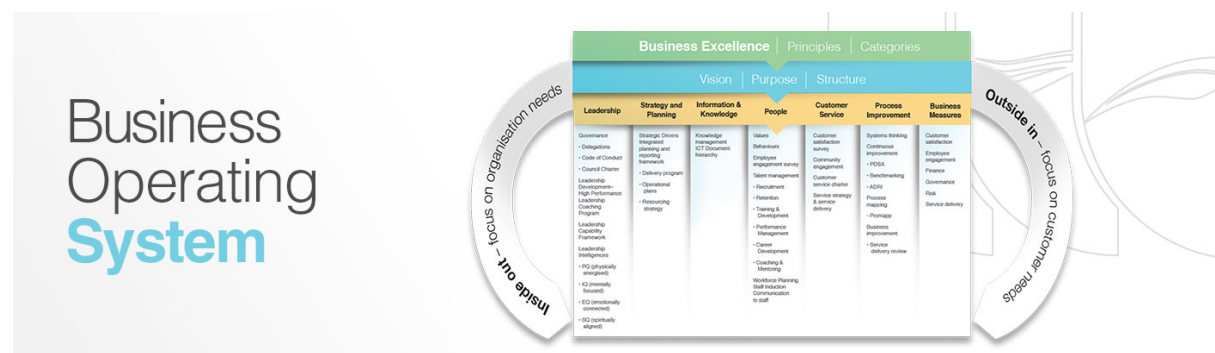 Business
Operating
System
Inside out – focus on organisation needs
Business Excellence | Principles | Categories
Vision | Purpose | Structure
Leadership
Governance
• Delegations
• Code of Conduct
• Council Charter
Leadership
Development–
High Performance
Leadership
Coaching
Program
Leadership
Capability
Framework
Leadership
Intelligences
• PQ (physically
energised)
• IQ (mentally
focused)
• EQ (emotionally
connected)
• SQ (spiritually
aligned)
Strategy and
Planning
Strategic Drivers
Integrated
planning and
reporting
framework
• Delivery program
• Operational
plans
• Resourcing
strategy
Information &
Knowledge
Knowledge
management
ICT Document
hierarchy
People
Values
Behaviours
Employee
engagement survey
Talent management
• Recruitment
• Retention
• Training &
Development
• Performance
Management
• Career
Development
• Coaching &
Mentoring
Workforce Planning
Staff Induction
Communication
to staff
Customer
Service
Customer
satisfaction
survey
Community
engagement
Customer
service charter
Service strategy
& service
delivery
Process
Improvement
Systems thinking
Continuous
improvement
• PDSA
• Benchmarking
• ADRI
Process
mapping
• Promapp
Business
improvement
• Service
delivery review
Business
Measures
Customer
satisfaction
Employee
engagement
Finance
Governance
Risk
Service delivery
Outside in – focus on customer needs